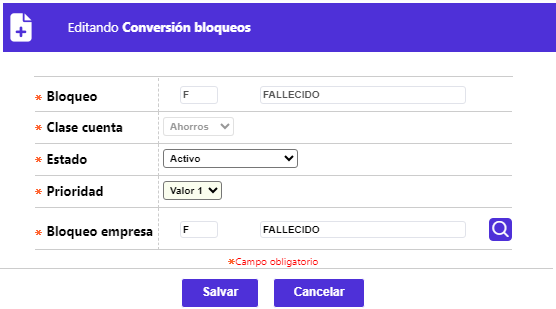 Editando Conversión bloqueos
* Bloqueo F FALLECIDO
* Clase cuenta Ahorros
* Estado Activo
* Prioridad Valor 1
* Bloqueo empresa F FALLECIDO
*Campo obligatorio
Salvar Cancelar